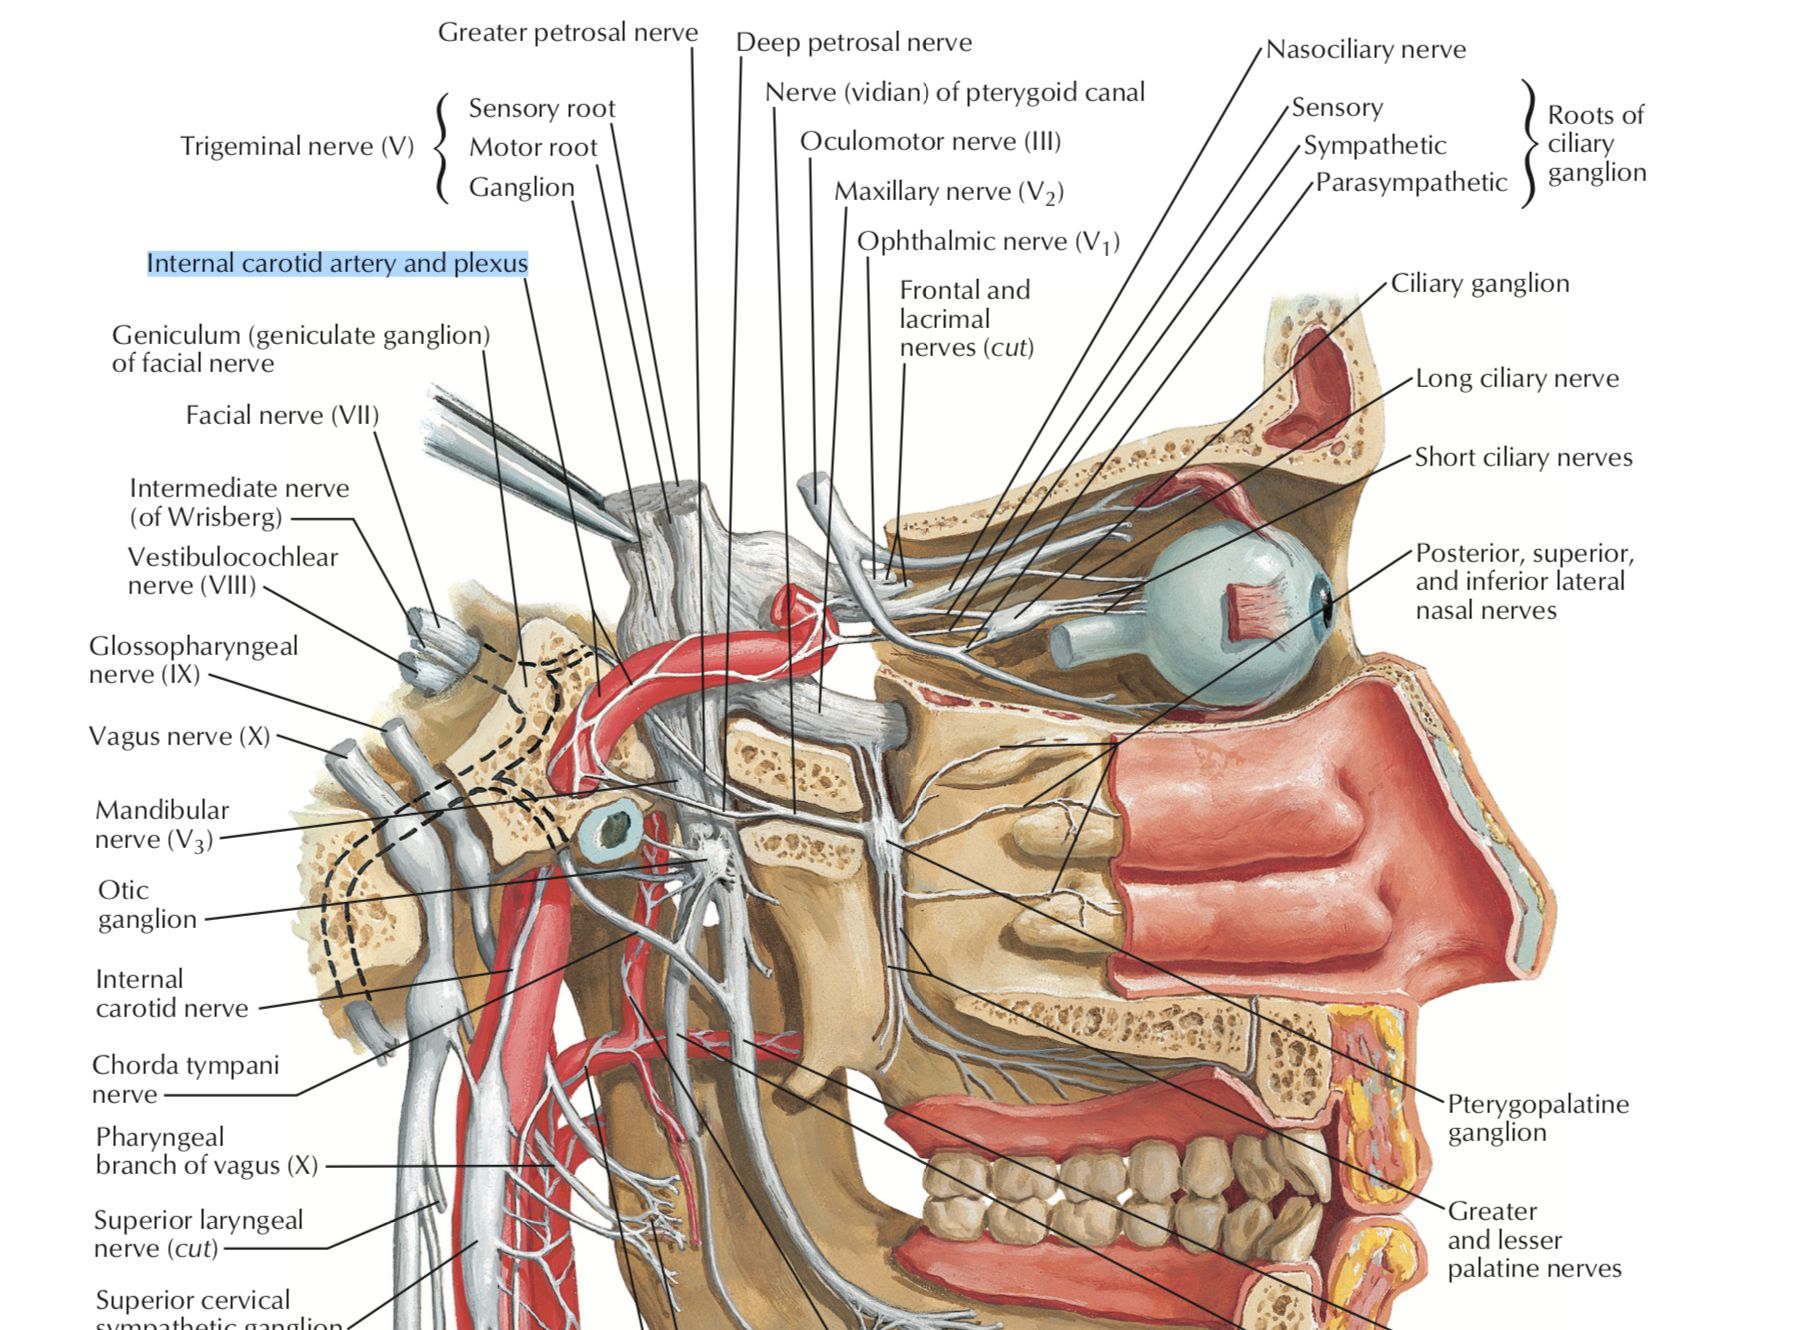 Greater petrosal nerve
Deep petrosal nerve
Nasociliary nerve
Nerve (vidian) of pterygoid canal
Trigeminal nerve (V)
Sensory root
Motor root
Ganglion
Sensory
Sympathetic
Parasympathetic
Roots of
ciliary
ganglion
Oculomotor nerve (III)
Maxillary nerve (V2)
Ophthalmic nerve (V1)
Frontal and
lacrimal
nerves (cut)
Internal carotid artery and plexus
Geniculum (geniculate ganglion)
of facial nerve
Facial nerve (VII)
Intermediate nerve
(of Wrisberg)
Vestibulocochlear
nerve (VIII)
Glossopharyngeal
nerve (IX)
Vagus nerve (X)
Mandibular
nerve (V3)
Otic
ganglion
Internal
carotid nerve
Chorda tympani
nerve
Pharyngeal
branch of vagus (X)
Superior laryngeal
nerve (cut)
Superior cervical
sympathetic ganglion
Ciliary ganglion
Long ciliary nerve
Short ciliary nerves
Posterior, superior,
and inferior lateral
nasal nerves
Pterygopalatine
ganglion
Greater
and lesser
palatine nerves